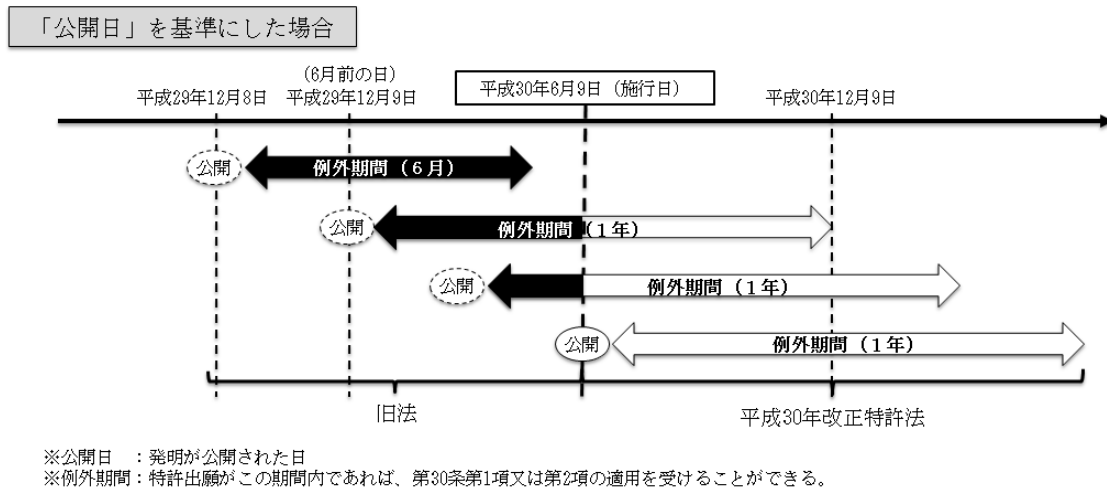 「公開日」を基準にした場合
(6月前の日)
平成29年12月8日
平成29年12月9日
平成30年6月9日（施行日）
平成30年12月9日
公開
例外期間（６月）
公開
例外期間（１年）
公開
例外期間（１年）
公開
例外期間（１年）
旧法
平成30年改正特許法
※公開日　：発明が公開された日
※例外期間：特許出願がこの期間内であれば、第30条第1項又は第2項の適用を受けることができる。